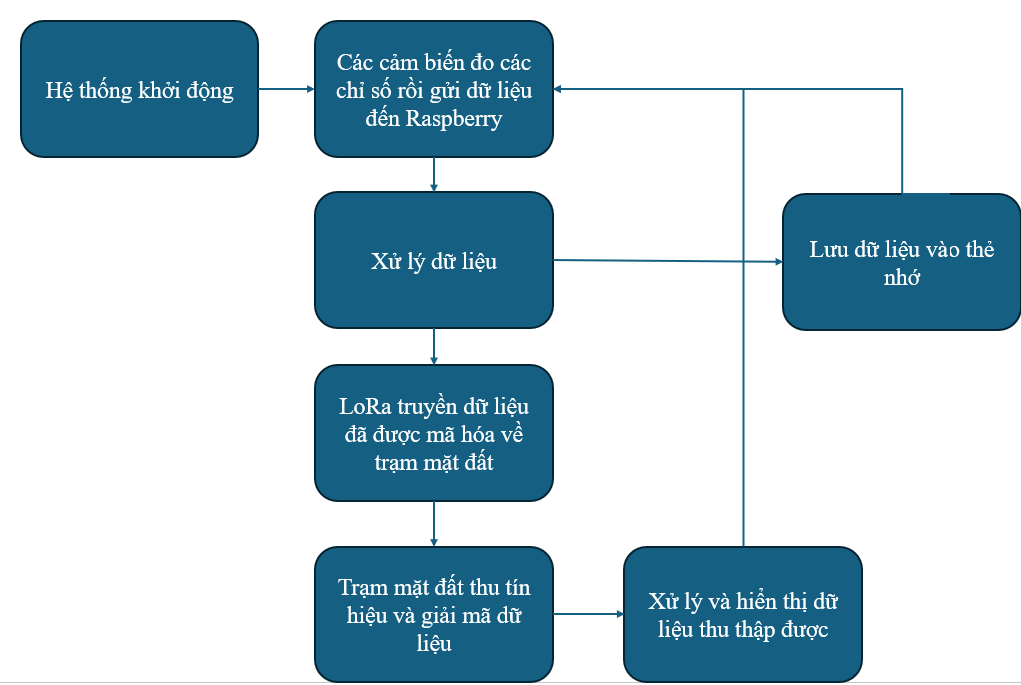 Hệ thống khởi động
Các cảm biến đo các
chỉ số rồi gửi dữ liệu
đến Raspberry
Xử lý dữ liệu
Lưu dữ liệu vào thẻ
nhớ
LoRa truyền dữ liệu
đã được mã hóa về
trạm mặt đất
Trạm mặt đất thu tín
hiệu và giải mã dữ
liệu
Xử lý và hiển thị dữ
liệu thu thập được